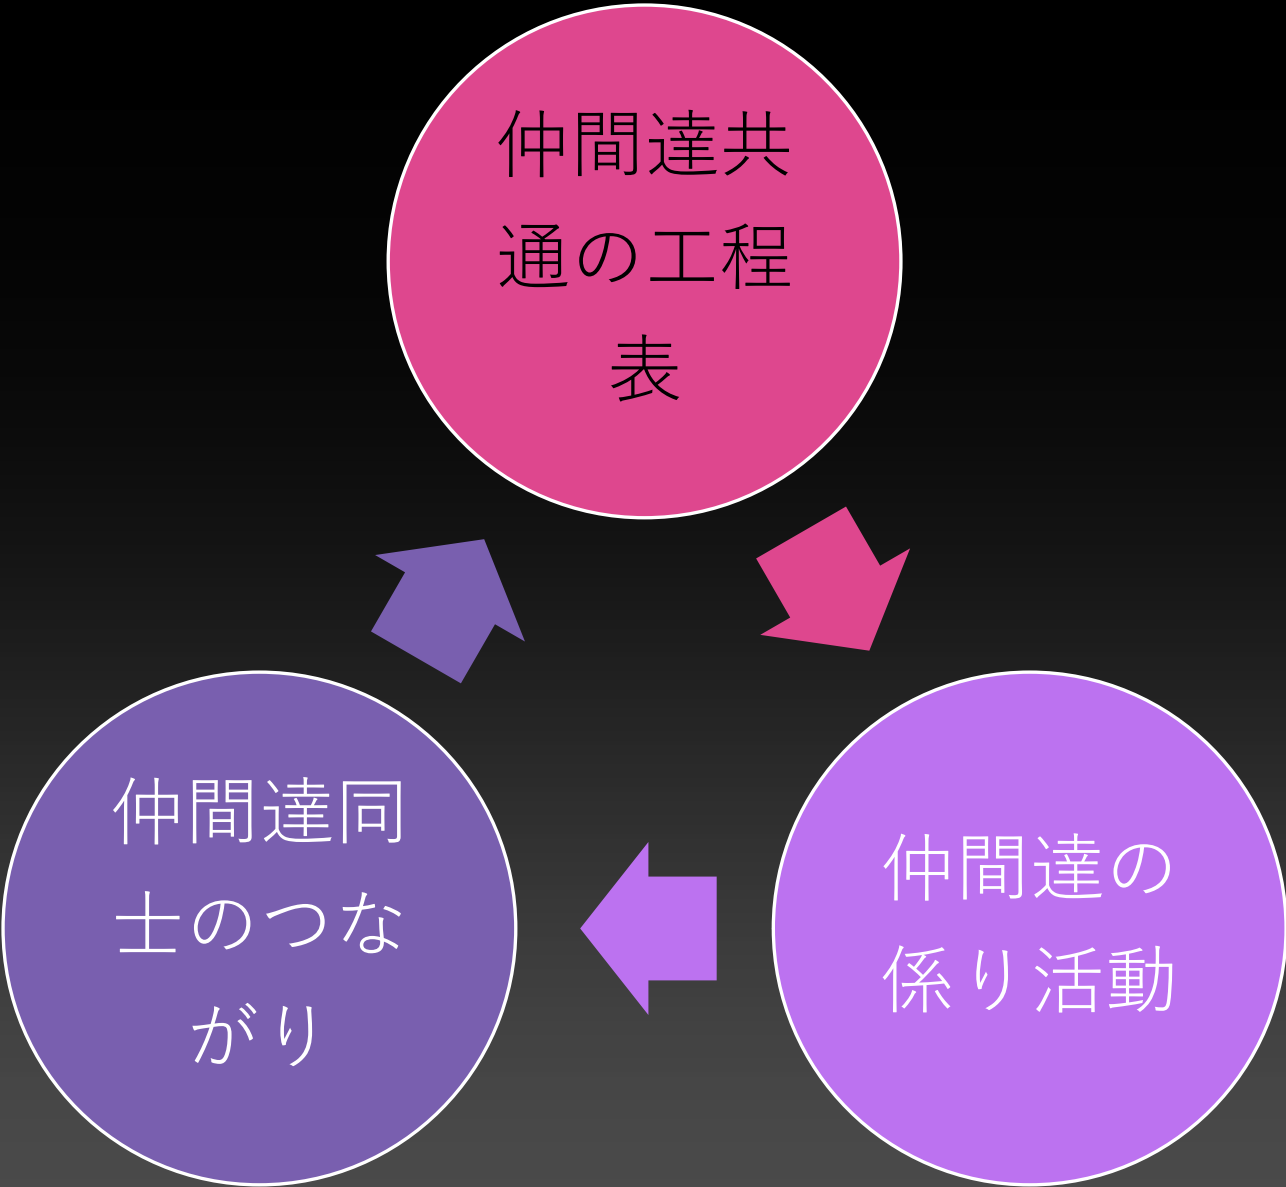 仲間達共
通の工程
表
仲間達の
係り活動
仲間達同
士のつな
がり